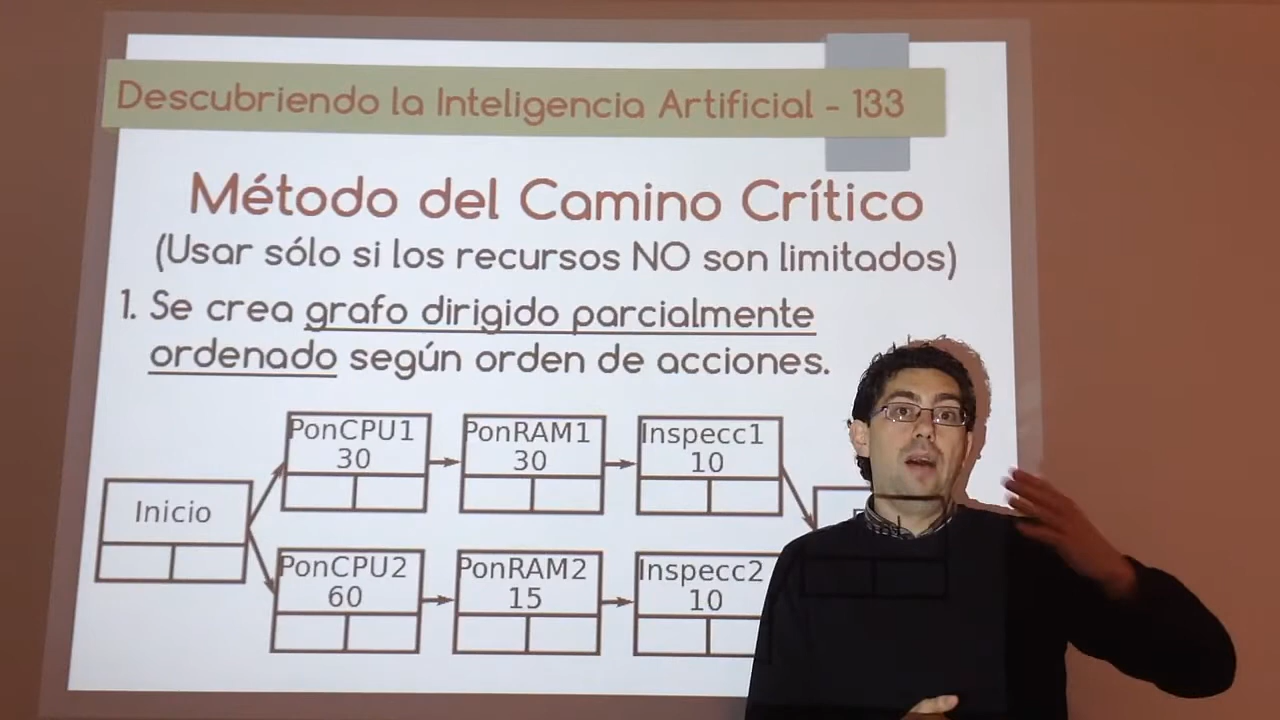 Descubriendo la Inteligencia Artificial - 133
Método del Camino Crítico
(Usar sólo si los recursos NO son limitados)
1. Se crea grafo dirigido parcialmente
ordenado según orden de acciones.
PonCPU1
30
PonRAM1
30
Inspecc1
10
Inicio
PonCPU2
60
PonRAM2
15
Inspecc2
10